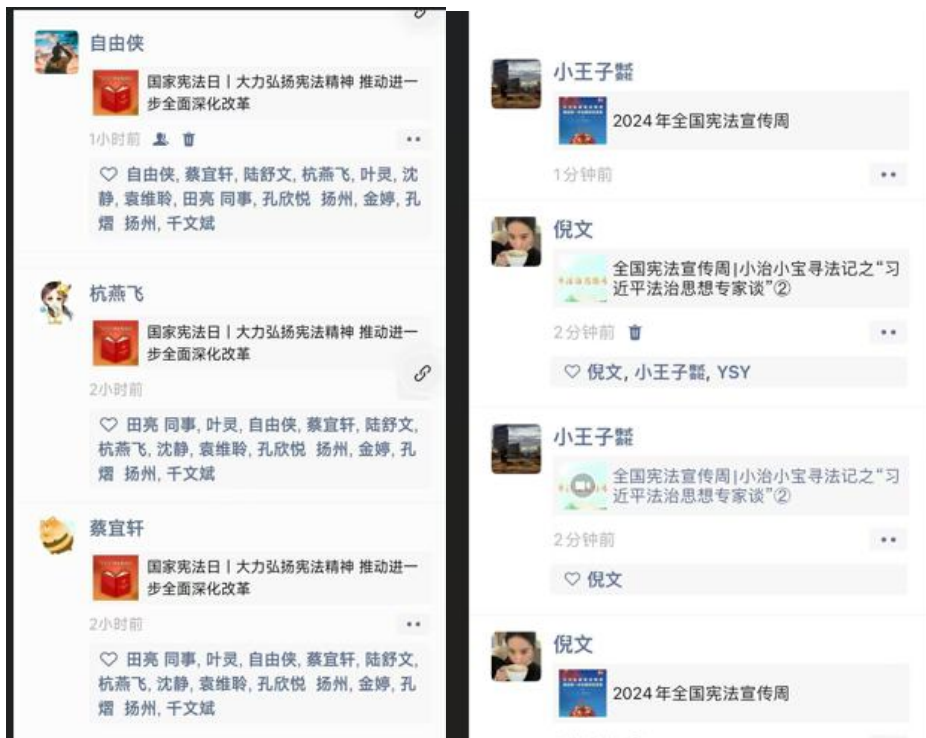 自由侠
国家宪法日丨大力弘扬宪法精神 推动进一
步全面深化改革
1小时前
自由侠, 蔡宜轩, 陆舒文, 杭燕飞, 叶灵, 沈
静, 袁维聆, 田亮 同事, 孔欣悦 扬州, 金婷, 孔
熠 扬州, 千文斌
杭燕飞
国家宪法日丨大力弘扬宪法精神 推动进一
步全面深化改革
2小时前
田亮 同事, 叶灵, 自由侠, 蔡宜轩, 陆舒文,
杭燕飞, 沈静, 袁维聆, 孔欣悦 扬州, 金婷, 孔
熠 扬州, 千文斌
蔡宜轩
国家宪法日丨大力弘扬宪法精神 推动进一
步全面深化改革
2小时前
田亮 同事, 叶灵, 自由侠, 蔡宜轩, 陆舒文,
杭燕飞, 沈静, 袁维聆, 孔欣悦 扬州, 金婷, 孔
熠 扬州, 千文斌
小王子株式会社
2024年全国宪法宣传周
1分钟前
倪文
全国宪法宣传周|小治小宝寻法记之“习
近平法治思想专家谈”②
2分钟前
倪文, 小王子株式会社, YSY
小王子株式会社
全国宪法宣传周|小治小宝寻法记之“习
近平法治思想专家谈”②
2分钟前
倪文
倪文
2024年全国宪法宣传周